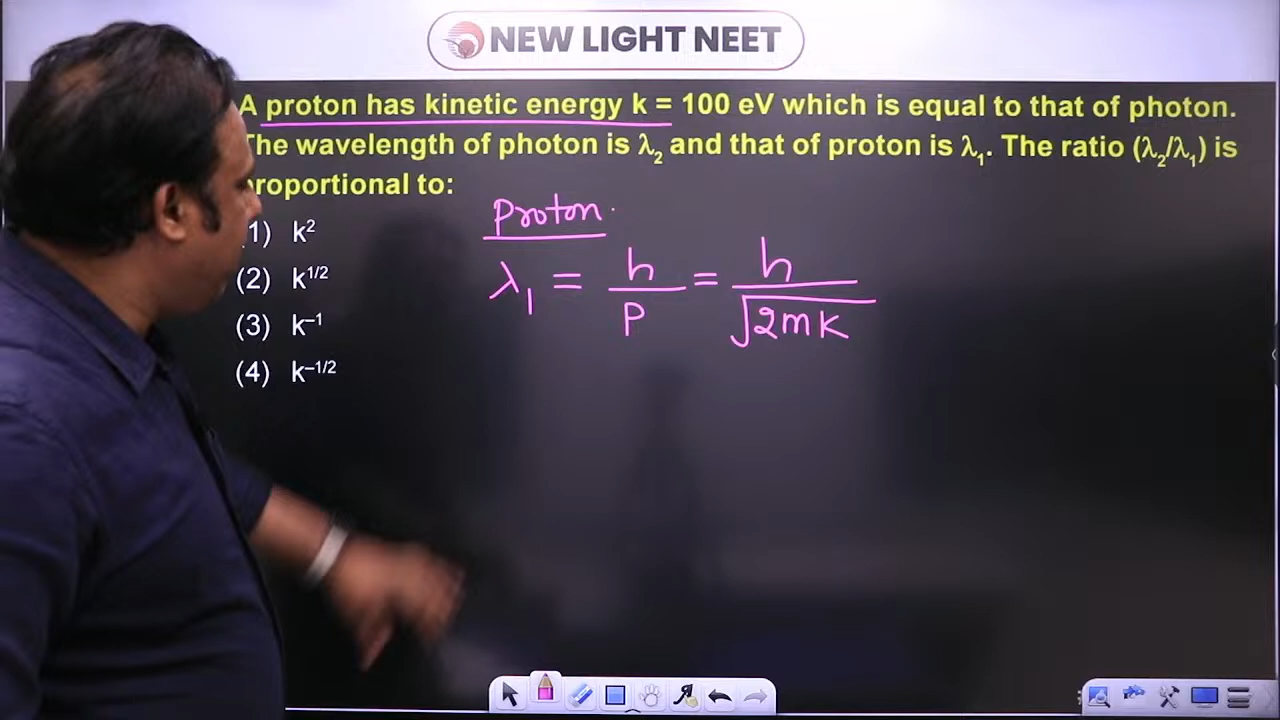 NEW LIGHT NEET
A proton has kinetic energy k = 100 eV which is equal to that of photon.
The wavelength of photon is λ₂ and that of proton is λ₁. The ratio (λ₂/λ₁) is
proportional to:
(1) k²
(2) k^1/2
(3) k⁻¹
(4) k^–1/2
Proton
λ₁ = h/P = h/√2mK